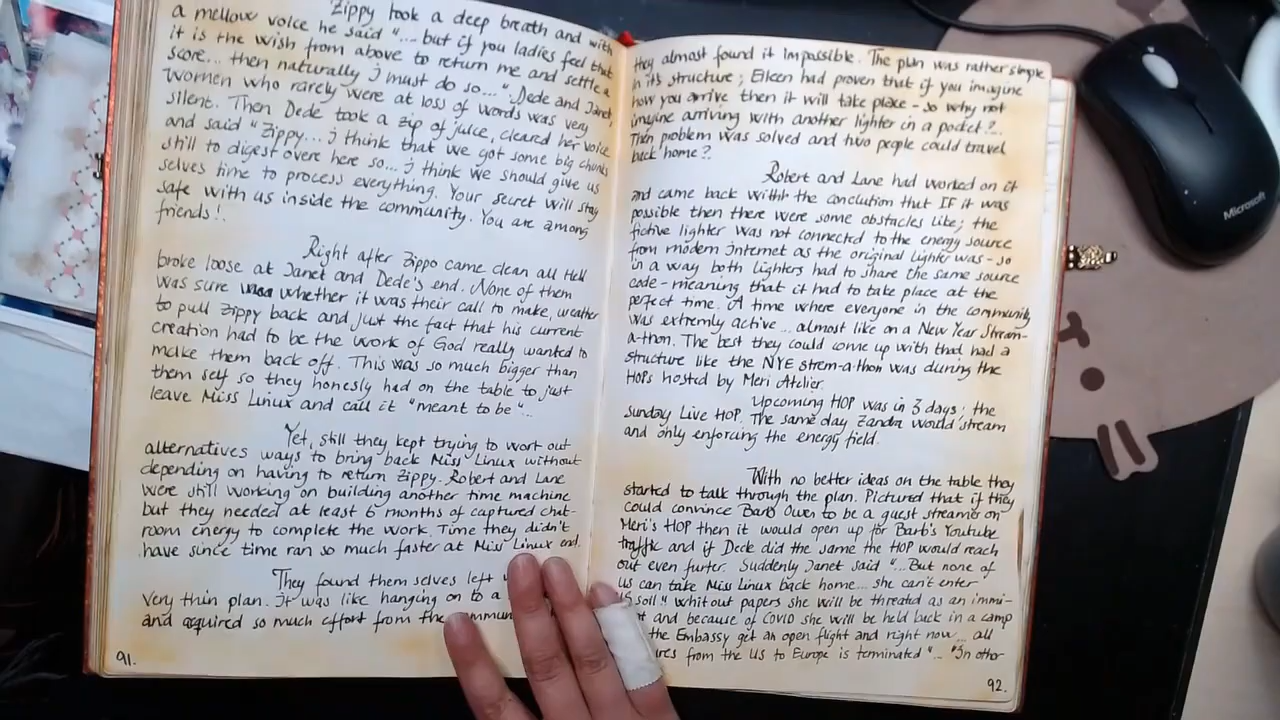 Zippy took a deep breath and with
a mellow voice he said "... but if you ladies feel that
it is the wish from above to return me and settle a
score... then naturally I must do so..." Dede and Janet,
women who rarely were at loss of words was very
silent. Then Dede took a zip of juice, cleared her voice
and said "Zippy... I think that we got some big chunks
still to digest overe here so... I think we should give us
selves time to process everything. Your secret will stay
safe with us inside the community. You are among
friends!.
Right after Zippo came clean all Hell
broke loose at Janet and Dede's end. None of them
was sure whether it was their call to make, weather
to pull Zippy back and just the fact that his current
creation had to be the work of God really wanted to
make them back off. This was so much bigger than
them self so they honestly had on the table to just
leave Miss Linux and call it "meant to be"...
Yet, still they kept trying to wort out
alternatives ways to bring back Miss Linux without
depending on having to return Zippy. Robert and Lane
were still working on building another time machine
but they needed at least 6 months of captured chat-
room energy to complete the work. Time they didn't
have since time ran so much faster at Miss Linux end.
They found them selves left
very thin plan. It was like hanging on to a
and required so much effort from the
91.
they almost found it impossible. The plan was rather simple
in its structure; Eileen had proven that if you imagine
how you arrive then it will take place - so why not
imagine arriving with another lighter in a pocket?
Then problem was solved and two people could travel
back home?
Robert and Lane had worked on it
and came back withh the conclution that IF it was
possible then there were some obstacles like; the
fictive lighter was not connected to the energy source
from modern Internet as the original lighter was - so
in a way both lighters had to share the same source
code - meaning that it had to take place at the
perfect time. A time where everyone in the community
was extremly active... almost like on a New Year Stream-
a-thon. The best they could come up with that had a
structure like the NYE strem-a-thon was during the
HOPs hosted by Meri Atelier.
Upcoming HOP was in 3 days; the
Sunday Live HOP. The same day Zandra would stream
and only enforcing the energy field.
With no better ideas on the table they
started to talk through the plan. Pictured that if they
could convince Barb Owen to be a guest streamer on
Meri's HOP then it would open up for Barb's Youtube
traffic and if Deck did the same the HOP would reach
out even furter. Suddenly Janet said "...But none of
us can take Miss Linux back home... she can't enter
soil!" Whitout papers she will be threated as an immi-
and because of COVID she will be held back in a camp
the Embassy get an open flight and right now... all
from the US to Europe is terminated"... "In other
92.
Microsoft